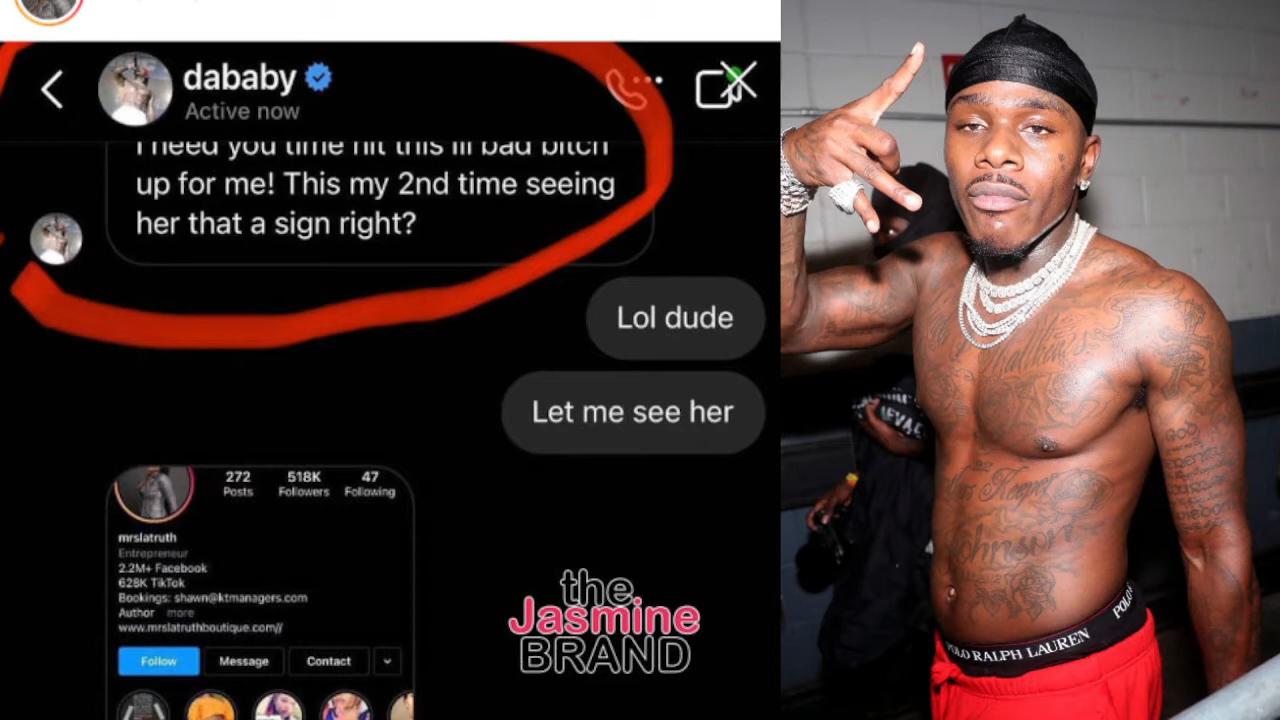 dababy
Active now
I need you time hit this lil bad bitch
up for me! This my 2nd time seeing
her that a sign right?
Lol dude
Let me see her
272 518K 47
Posts Followers Following
mrslatruth
Entrepreneur
2.2M+ Facebook
628K TikTok
Bookings: shawn@ktmanagers.com
Author more
www.mrslatruthboutique.com//
Follow Message Contact
the
Jasmine
BRAND
God
Johnson
POLO RALPH LAUREN
POLO